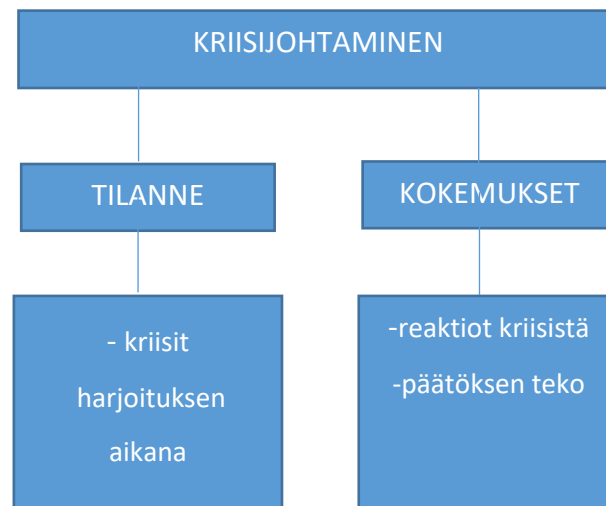 KRIISIJOHTAMINEN
TILANNE
KOKEMUKSET
- kriisit
harjoituksen
aikana
-reaktiot kriisistä
-päätöksen teko